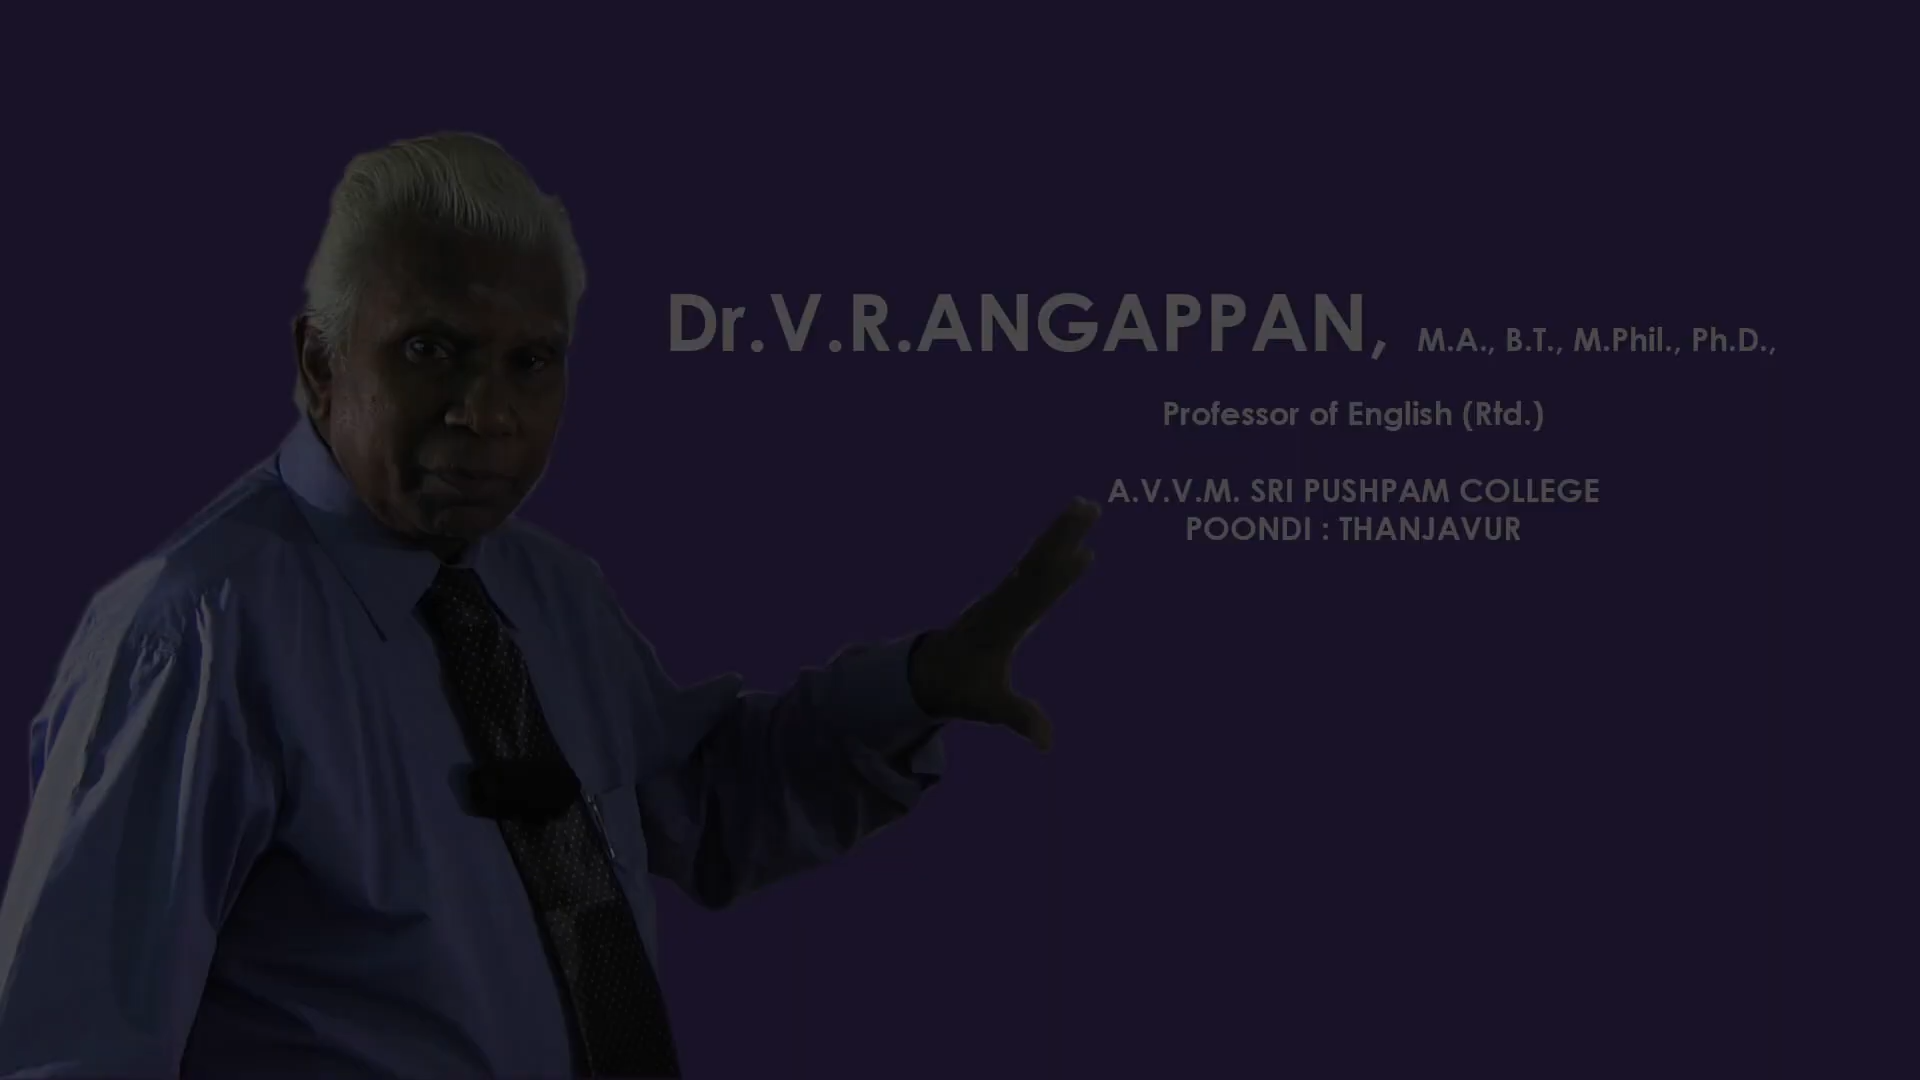 Dr.V.R.ANGAPPAN, M.A., B.T., M.Phil., Ph.D.,
Professor of English (Rtd.)
A.V.V.M. SRI PUSHPAM COLLEGE
POONDI : THANJAVUR